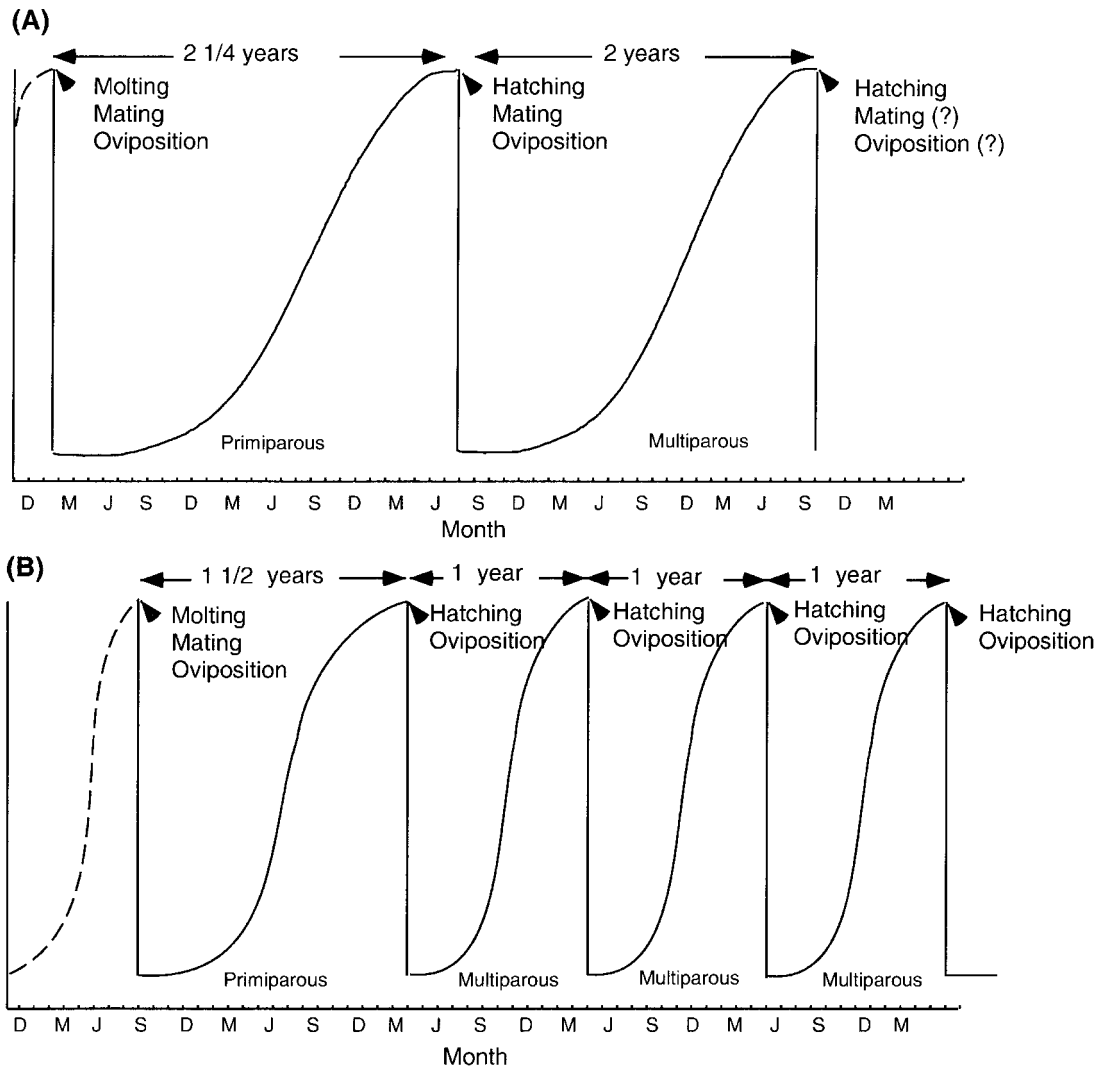 (A)
2 1/4 years
2 years
Molting
Mating
Oviposition
Hatching
Mating
Oviposition
Hatching
Mating (?)
Oviposition (?)
Primiparous
Multiparous
D M J S D M J S D M J S D M J S D M J S D M
Month
(B)
1 1/2 years
1 year
1 year
1 year
Molting
Mating
Oviposition
Hatching
Oviposition
Hatching
Oviposition
Hatching
Oviposition
Hatching
Oviposition
Primiparous
Multiparous
Multiparous
Multiparous
D M J S D M J S D M J S D M J S D M J S D M
Month